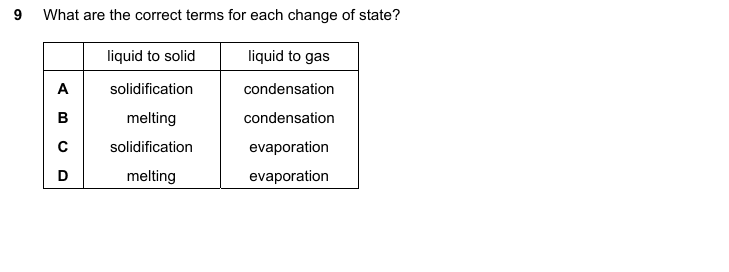 9 What are the correct terms for each change of state?
liquid to solid liquid to gas
A solidification condensation
B melting condensation
C solidification evaporation
D melting evaporation